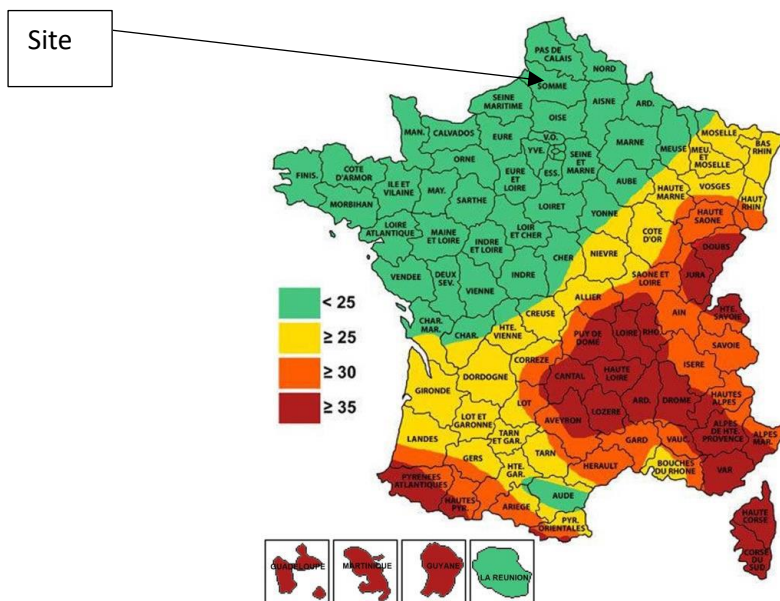 Site
PAS DE
CALAIS
NORD
SOMME
SEINE
MARITIME
AISNE
ARD.
OISE
MAN.
CALVADOS
EURE
V.O.
YVE.
ESS.
SEINE
ET
MARNE
MARNE
MEUSE
MOSELLE
MEU.
ET
MOSELLE
BAS
RHIN
ORNE
EURE
ET
LOIRE
AUBE
HAUTE
MARNE
VOSGES
HAUT
RHIN
FINIS.
COTE
D'ARMOR
MORBIHAN
ILE ET
VILAINE
MAY.
SARTHE
LOIRET
YONNE
HAUTE
SAONE
LOIRE
ATLANTIQUE
MAINE
ET LOIRE
INDRE
ET LOIRE
LOIR
ET CHER
CHER
NIEVRE
COTE
D'OR
DOUBS
JURA
VENDEE
DEUX
SEV.
VIENNE
INDRE
ALLIER
SAONE ET
LOIRE
< 25
≥ 25
≥ 30
≥ 35
CHAR.
MAR.
CHAR.
HTE.
VIENNE
CREUSE
PUY DE
DOME
LOIRE
RHO.
AIN
HTE.
SAVOIE
SAVOIE
GIRONDE
DORDOGNE
CORREZE
CANTAL
HAUTE
LOIRE
ISERE
LOT
LOT ET
GARONNE
AVEYRON
LOZERE
ARD.
DROME
HAUTES
ALPES
LANDES
TARN
ET GAR.
TARN
GARD
VAUC.
ALPES
DE HTE.
PROVENCE
ALPES
MAR.
GERS
HTE.
GAR.
HERAULT
BOUCHES
DU RHONE
VAR
PYRENEES
ATLANTIQUES
HAUTES
PYR.
ARIEGE
AUDE
PYR.
ORIENTALES
HAUTE
CORSE
CORSE
DU
SUD
GUADELOUPE
MARTINIQUE
GUYANE
LA REUNION